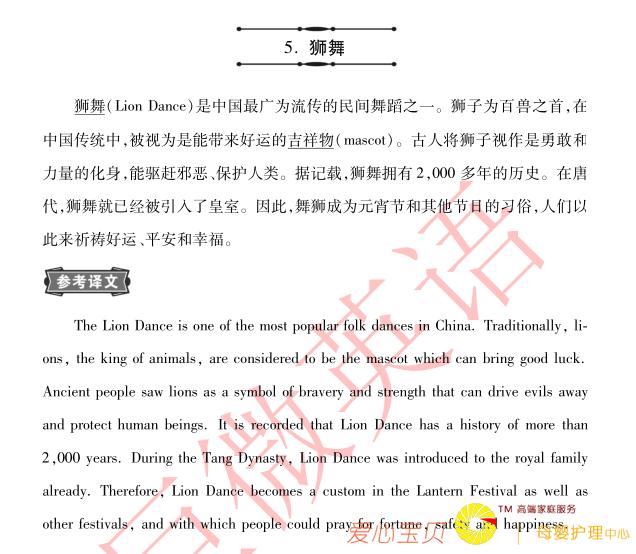 5. 狮舞
狮舞(Lion Dance)是中国最广为流传的民间舞蹈之一。狮子为百兽之首,在
中国传统中,被视为是能带来好运的吉祥物(mascot)。古人将狮子视作是勇敢和
力量的化身,能驱赶邪恶、保护人类。据记载,狮舞拥有2,000多年的历史。在唐
代,狮舞就已经被引入了皇室。因此,舞狮成为元宵节和其他节日的习俗,人们以
此来祈祷好运、平安和幸福。
参考译文
The Lion Dance is one of the most popular folk dances in China. Traditionally, li-
ons, the king of animals, are considered to be the mascot which can bring good luck.
Ancient people saw lions as a symbol of bravery and strength that can drive evils away
and protect human beings. It is recorded that Lion Dance has a history of more than
2,000 years. During the Tang Dynasty, Lion Dance was introduced to the royal family
already. Therefore, Lion Dance becomes a custom in the Lantern Festival as well as
other festivals, and with which people could pray for fortune, safety and happiness.
微英语
爱心宝贝
TM 高端家庭服务
母婴护理中心